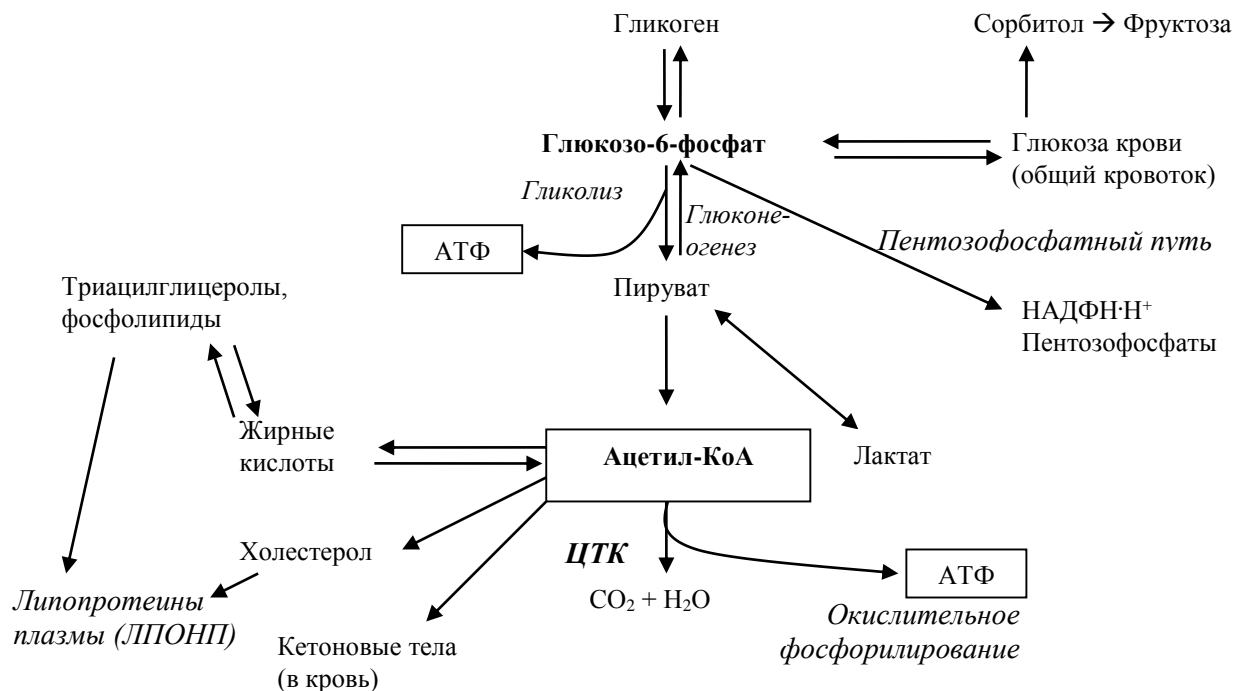 Гликоген
Сорбитол → Фруктоза
Глюкозо-6-фосфат
Глюкоза крови
(общий кровоток)
Гликолиз
Глюконе-
огенез
Пентозофосфатный путь
АТФ
Пируват
НАДФН·Н⁺
Пентозофосфаты
Триацилглицеролы,
фосфолипиды
Жирные
кислоты
Ацетил-КоА
Лактат
Холестерол
ЦТК
АТФ
CO₂ + H₂O
Липопротеины
плазмы (ЛПОНП)
Окислительное
фосфорилирование
Кетоновые тела
(в кровь)